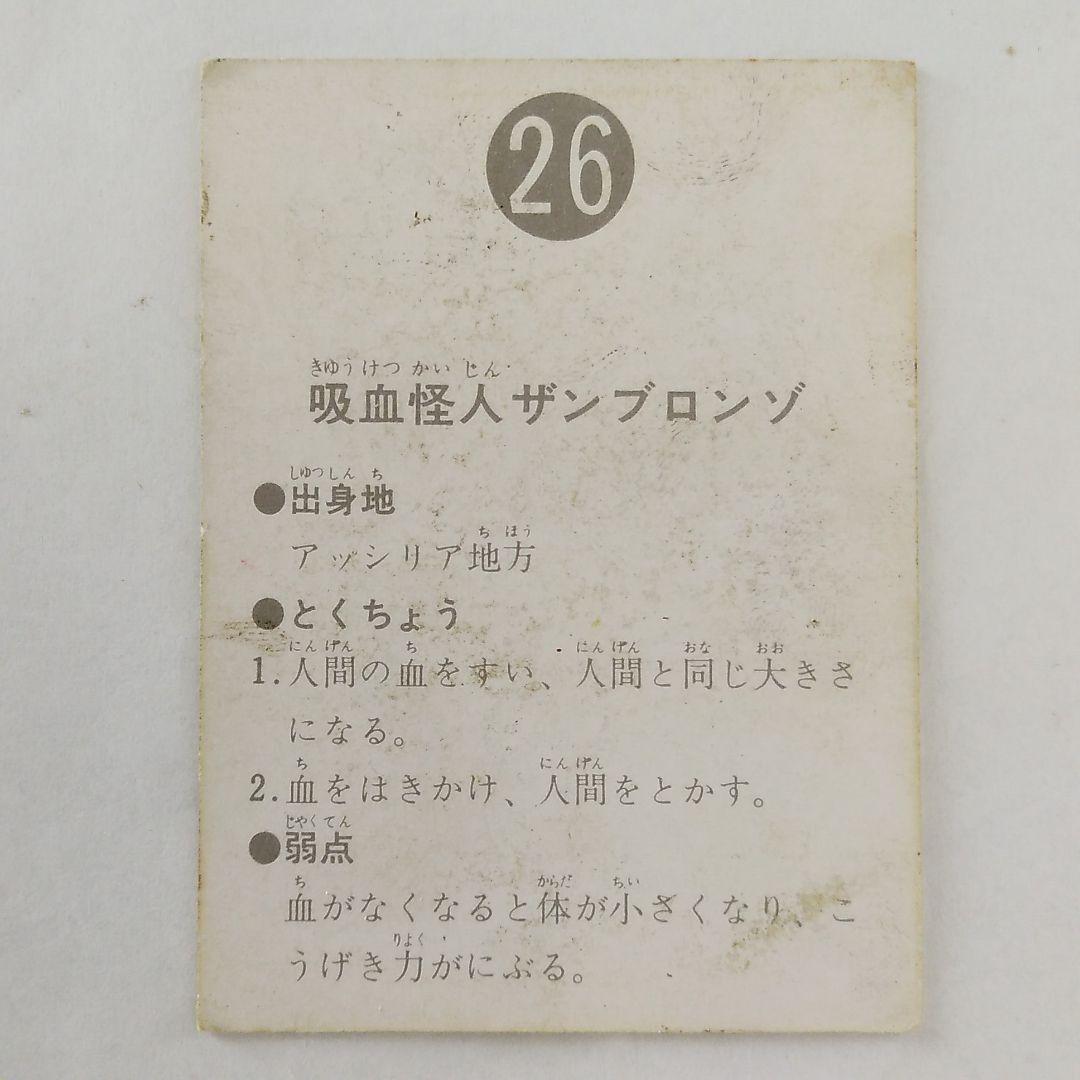 26
きゅうけつ かい じん
吸血怪人ザンブロンゾ
しゅつしん ち
●出身地
ち ほう
アッシリア地方
●とくちょう
にん げん ち にん げん おな おお
1.人間の血をすい、人間と同じ大きさ
になる。
ち にん げん
2.血をはきかけ、人間をとかす。
じゃく てん
●弱点
ち からだ ちい
血がなくなると体が小さくなり、こ
りよく
うげき力がにぶる。